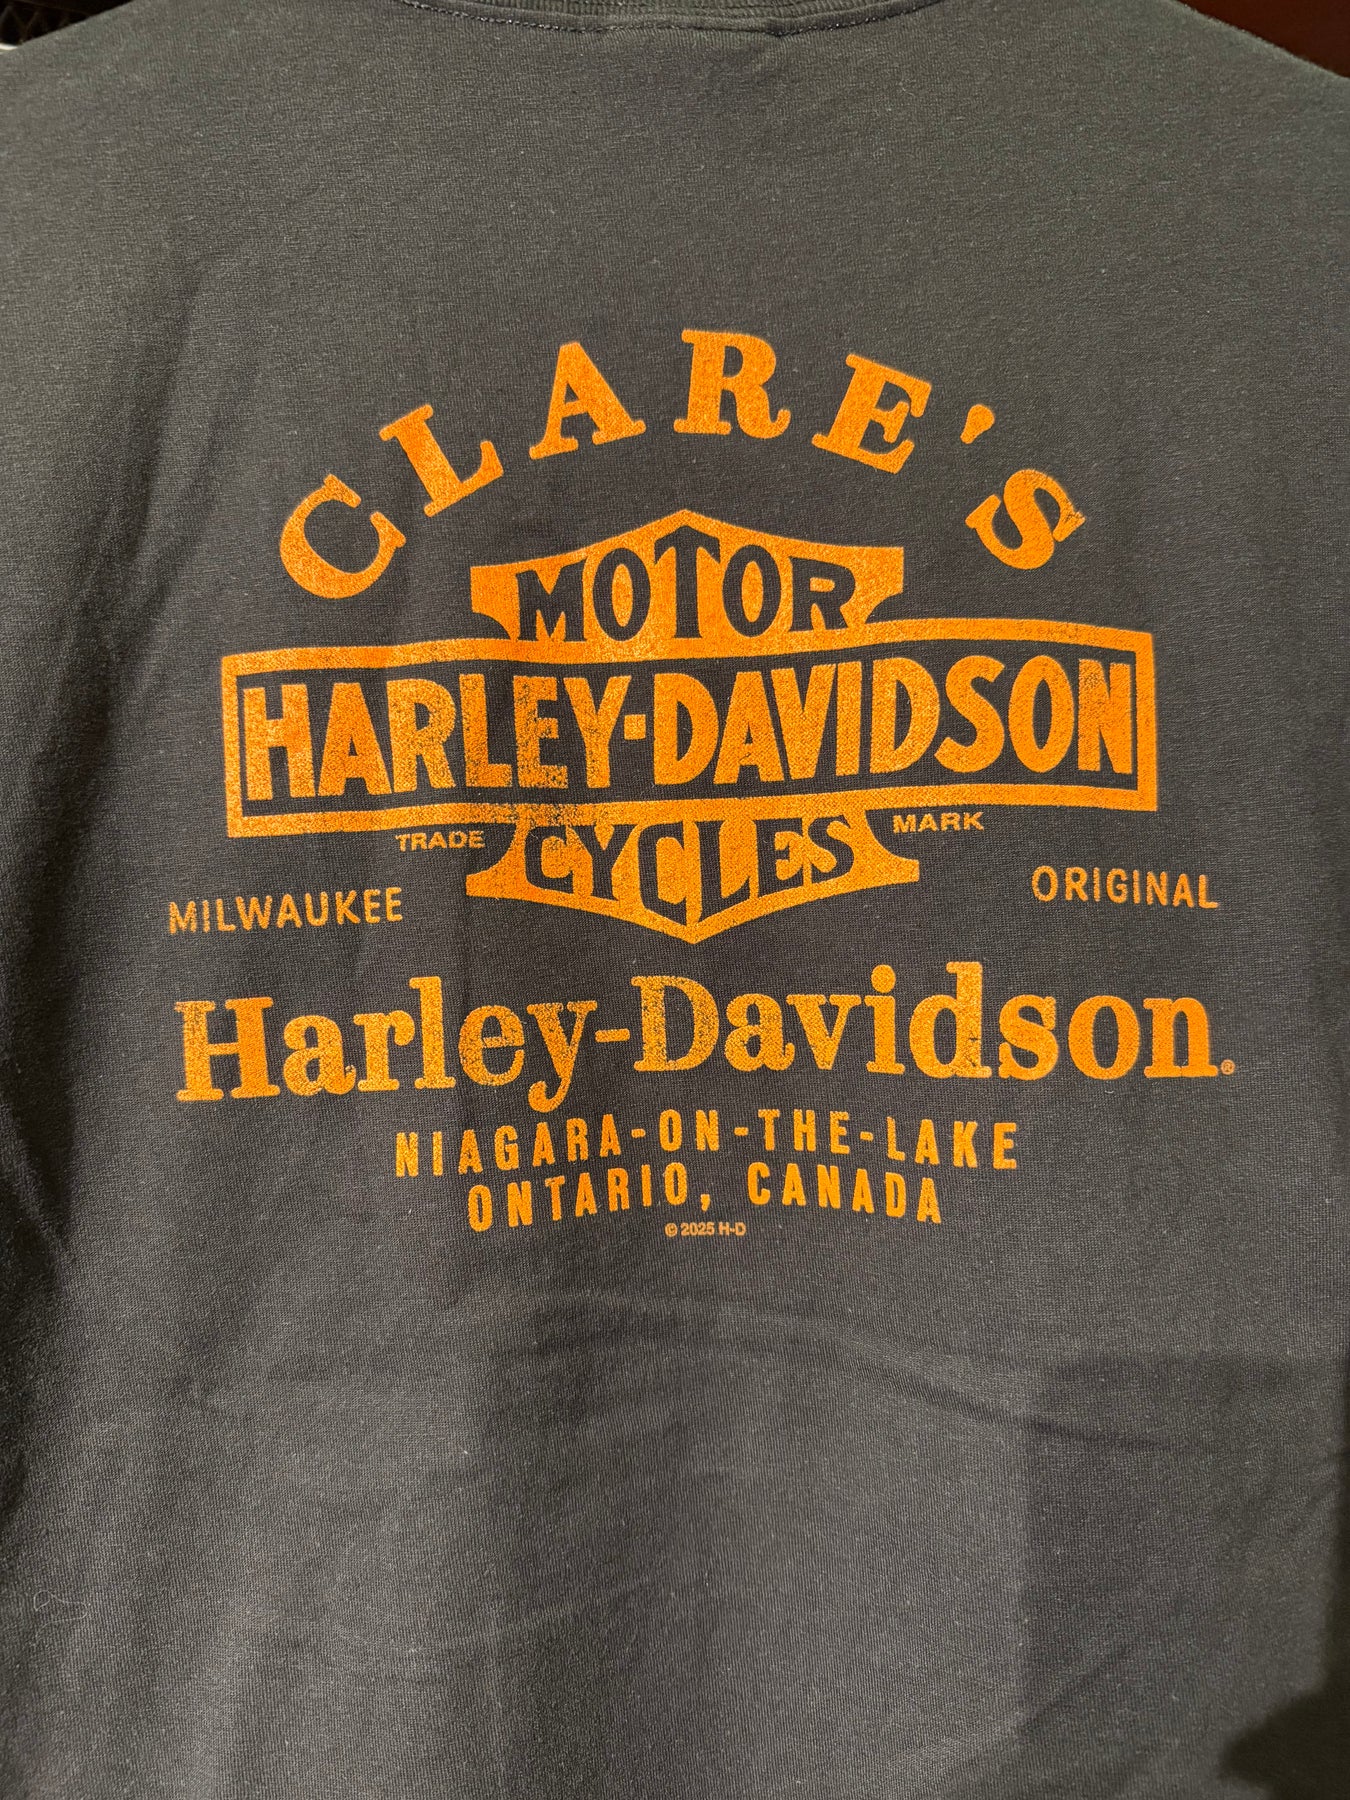 CLARE'S
MOTOR
HARLEY-DAVIDSON
CYCLES
TRADE MARK
MILWAUKEE ORIGINAL
Harley-Davidson®
NIAGARA-ON-THE-LAKE
ONTARIO, CANADA
© 2025 H-D